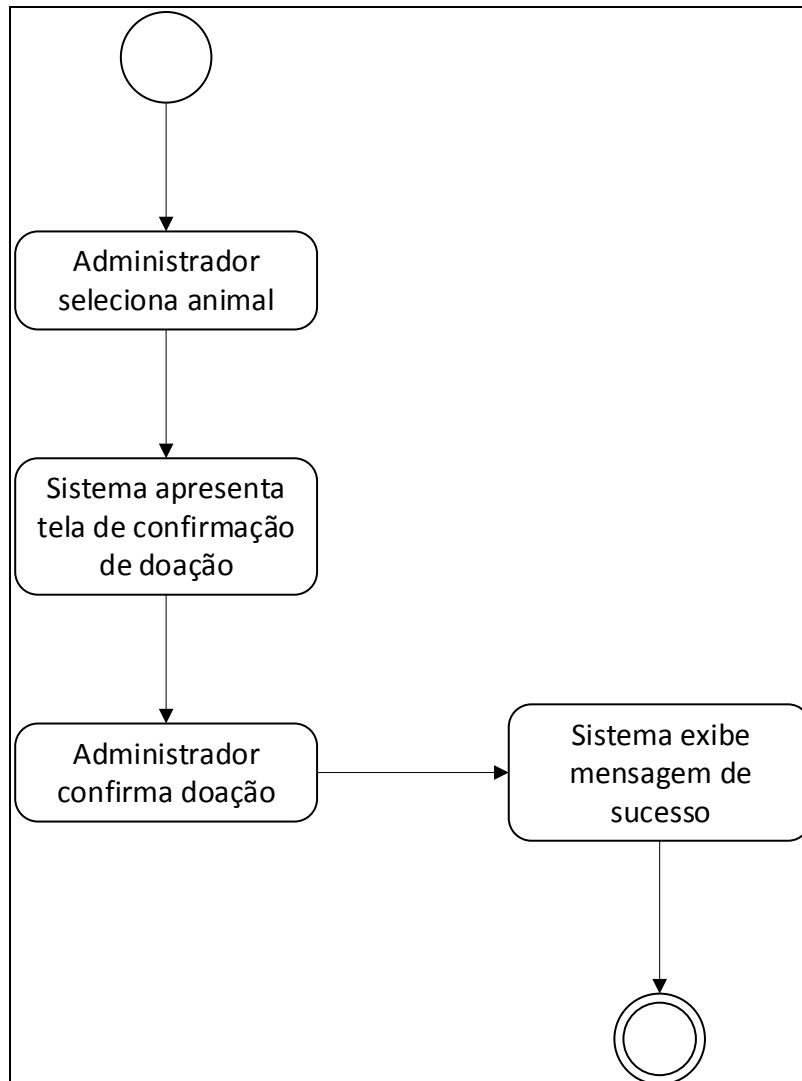 Administrador
seleciona animal
Sistema apresenta
tela de confirmação
de doação
Administrador
confirma doação
Sistema exibe
mensagem de
sucesso